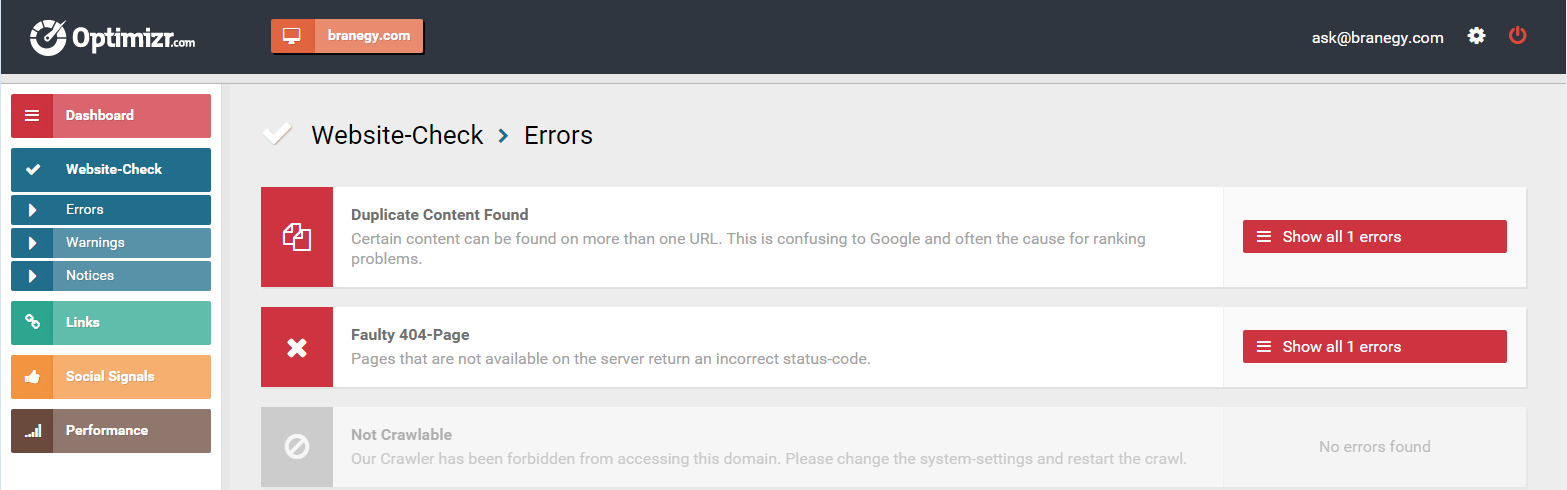 Optimizr.com
branegy.com
ask@branegy.com
Dashboard
Website-Check
Errors
Warnings
Notices
Links
Social Signals
Performance
Website-Check > Errors
Duplicate Content Found
Certain content can be found on more than one URL. This is confusing to Google and often the cause for ranking
problems.
Show all 1 errors
Faulty 404-Page
Pages that are not available on the server return an incorrect status-code.
Show all 1 errors
Not Crawlable
Our Crawler has been forbidden from accessing this domain. Please change the system-settings and restart the crawl.
No errors found